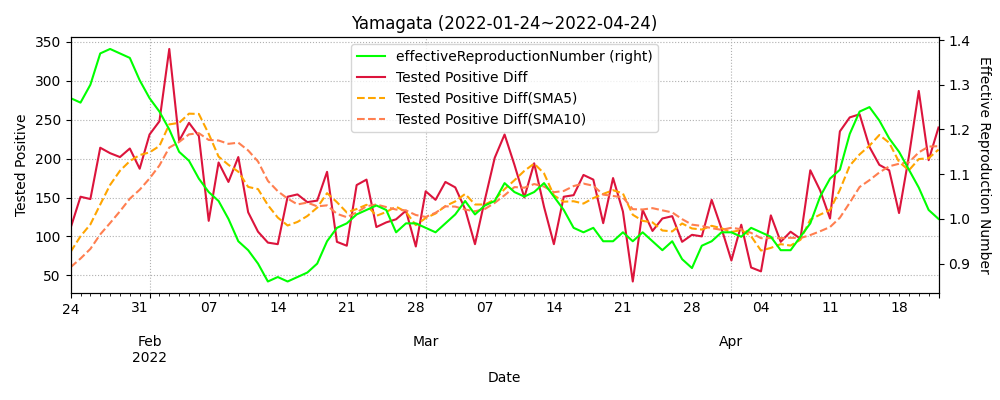 Yamagata (2022-01-24~2022-04-24)
effectiveReproductionNumber (right)
Tested Positive Diff
Tested Positive Diff(SMA5)
Tested Positive Diff(SMA10)
Tested Positive
350
300
250
200
150
100
50
Effective Reproduction Number
1.4
1.3
1.2
1.1
1.0
0.9
24 31 07 14 21 28 07 14 21 28 04 11 18
Feb Mar Apr
2022
Date